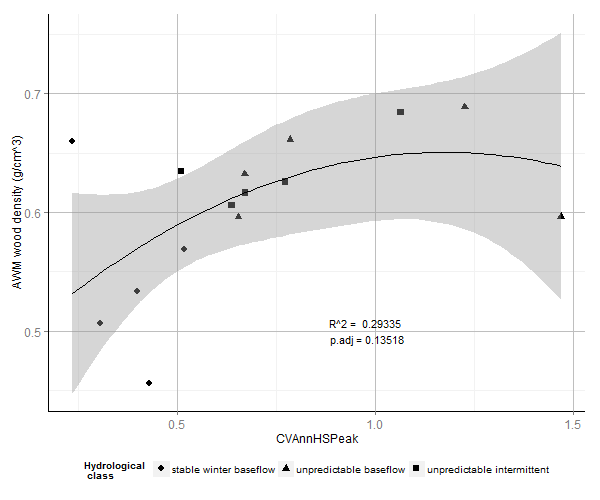 0.7
0.6
0.5
AWM wood density (g/cm^3)
R^2 = 0.29335
p.adj = 0.13518
0.5 1.0 1.5
CVAnnHSPeak
Hydrological
class
stable winter baseflow unpredictable baseflow unpredictable intermittent